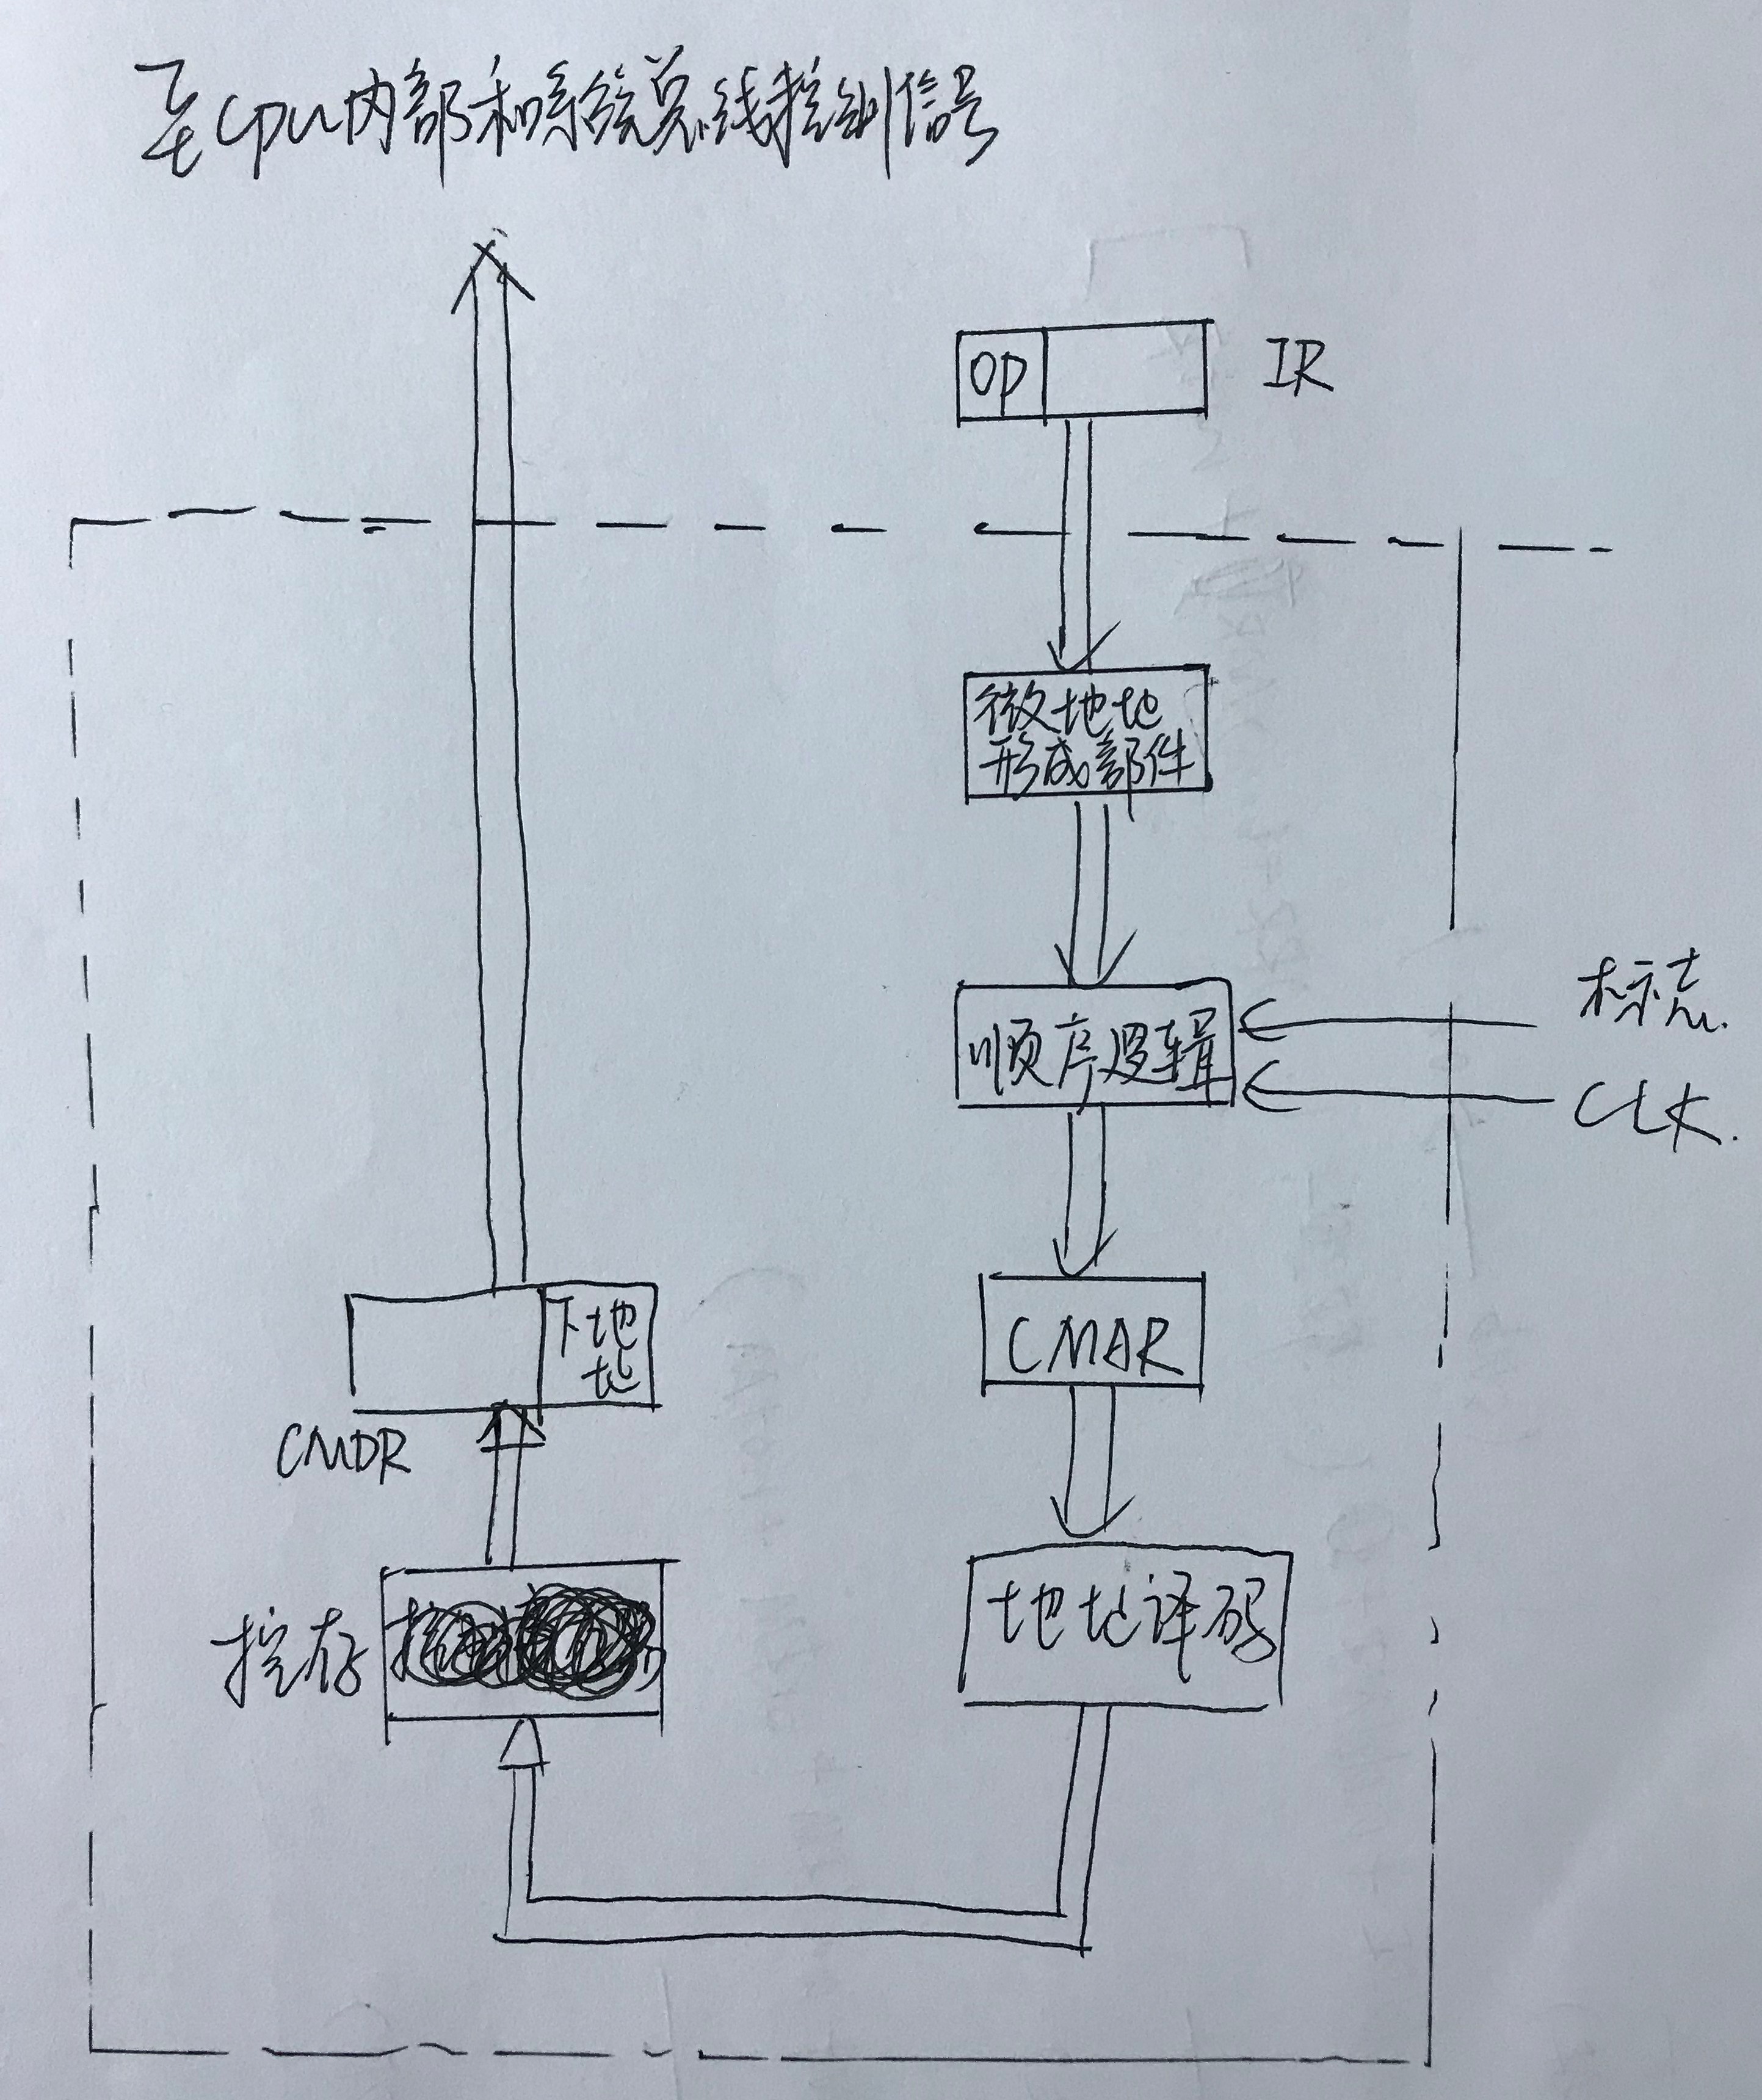 至CPU内部和系统总线控制信号
OP
IR
微地址
形成部件
标志
顺序逻辑
CLK.
下地
址
CMAR
CMDR
控存
地址译码